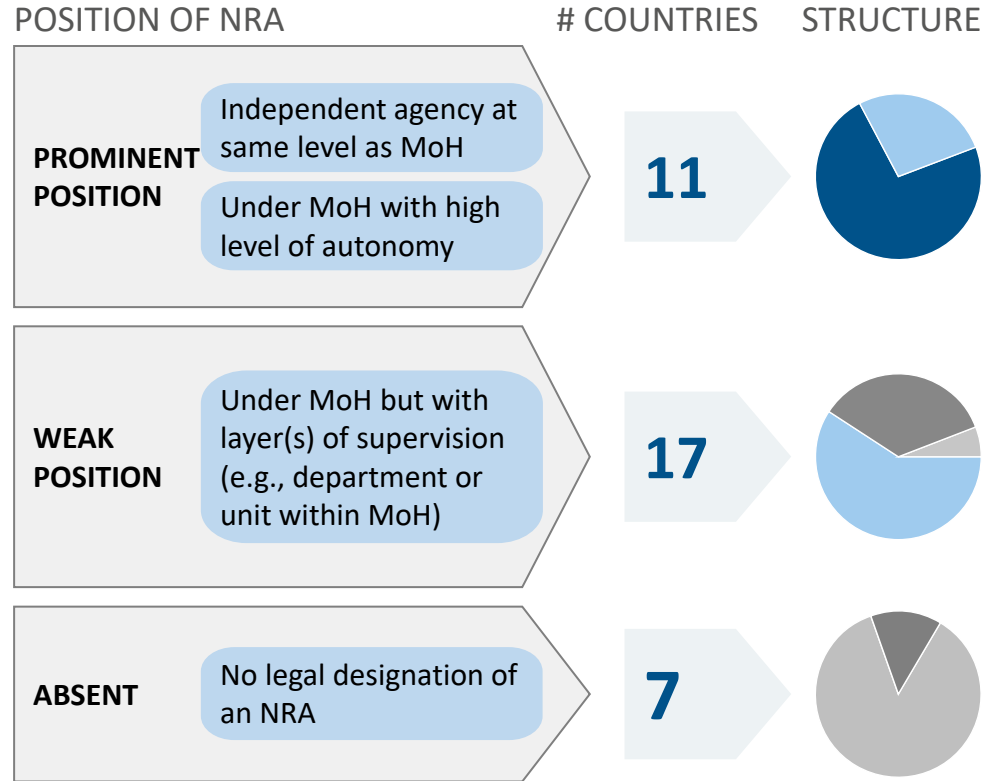 POSITION OF NRA
# COUNTRIES
STRUCTURE
PROMINENT
POSITION
Independent agency at
same level as MoH
Under MoH with high
level of autonomy
11
WEAK
POSITION
Under MoH but with
layer(s) of supervision
(e.g., department or
unit within MoH)
17
ABSENT
No legal designation of
an NRA
7